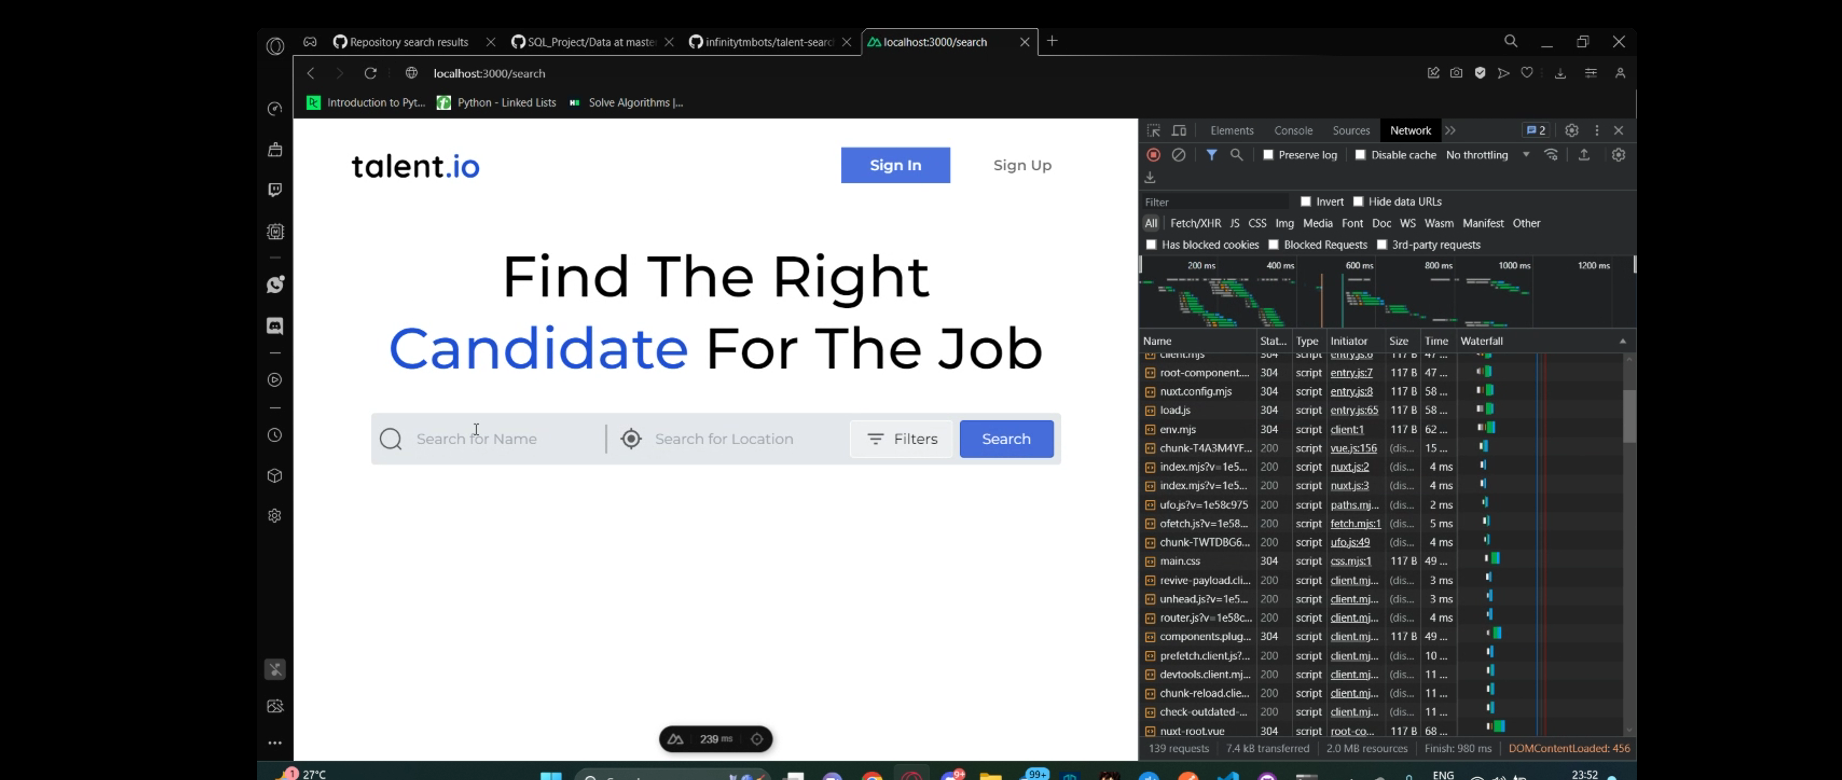 Repository search results
SQL_Project/Data at master
infinitytmbots/talent-searc
localhost:3000/search
localhost:3000/search
Introduction to Pyt...
Python - Linked Lists
Solve Algorithms |...
talent.io
Sign In
Sign Up
Find The Right
Candidate For The Job
Search for Name
Search for Location
Filters
Search
239 ms
Elements Console Sources Network 2
Preserve log Disable cache No throttling
Filter Invert Hide data URLs
All Fetch/XHR JS CSS Img Media Font Doc WS Wasm Manifest Other
Has blocked cookies Blocked Requests 3rd-party requests
200 ms 400 ms 600 ms 800 ms 1000 ms 1200 ms
Name Stat... Type Initiator Size Time Waterfall
client.mjs 304 script entry.js:6 117 B 47 ...
root-component.... 304 script entry.js:7 117 B 47 ...
nuxt.config.mjs 304 script entry.js:8 117 B 58 ...
load.js 304 script entry.js:65 117 B 58 ...
env.mjs 304 script client:1 117 B 62 ...
chunk-T4A3M4YF... 200 script vue.js:156 (dis... 15 ...
index.mjs?v=1e5... 200 script nuxt.js:2 (dis... 4 ms
index.mjs?v=1e5... 200 script nuxt.js:3 (dis... 4 ms
ufo.js?v=1e58c975 200 script paths.mj... (dis... 2 ms
ofetch.js?v=1e58... 200 script fetch.mjs:1 (dis... 5 ms
chunk-TWTDBG6... 200 script ufo.js:49 (dis... 4 ms
main.css 304 script css.mjs:1 117 B 49 ...
revive-payload.cli... 200 script client.mj... (dis... 3 ms
unhead.js?v=1e5... 200 script client.mj... (dis... 3 ms
router.js?v=1e58c... 200 script client.mj... (dis... 4 ms
components.plug... 304 script client.mj... 117 B 49 ...
prefetch.client.js?... 200 script client.mj... (dis... 10 ...
devtools.client.mj... 200 script client.mj... (dis... 11 ...
chunk-reload.clie... 200 script client.mj... (dis... 11 ...
check-outdated-... 200 script client.mj... (dis... 11 ...
nuxt-root.vue 304 script root-co... 117 B 68 ...
139 requests 7.4 kB transferred 2.0 MB resources Finish: 980 ms DOMContentLoaded: 456
1 27°C
9+
99+
ENG
23:52